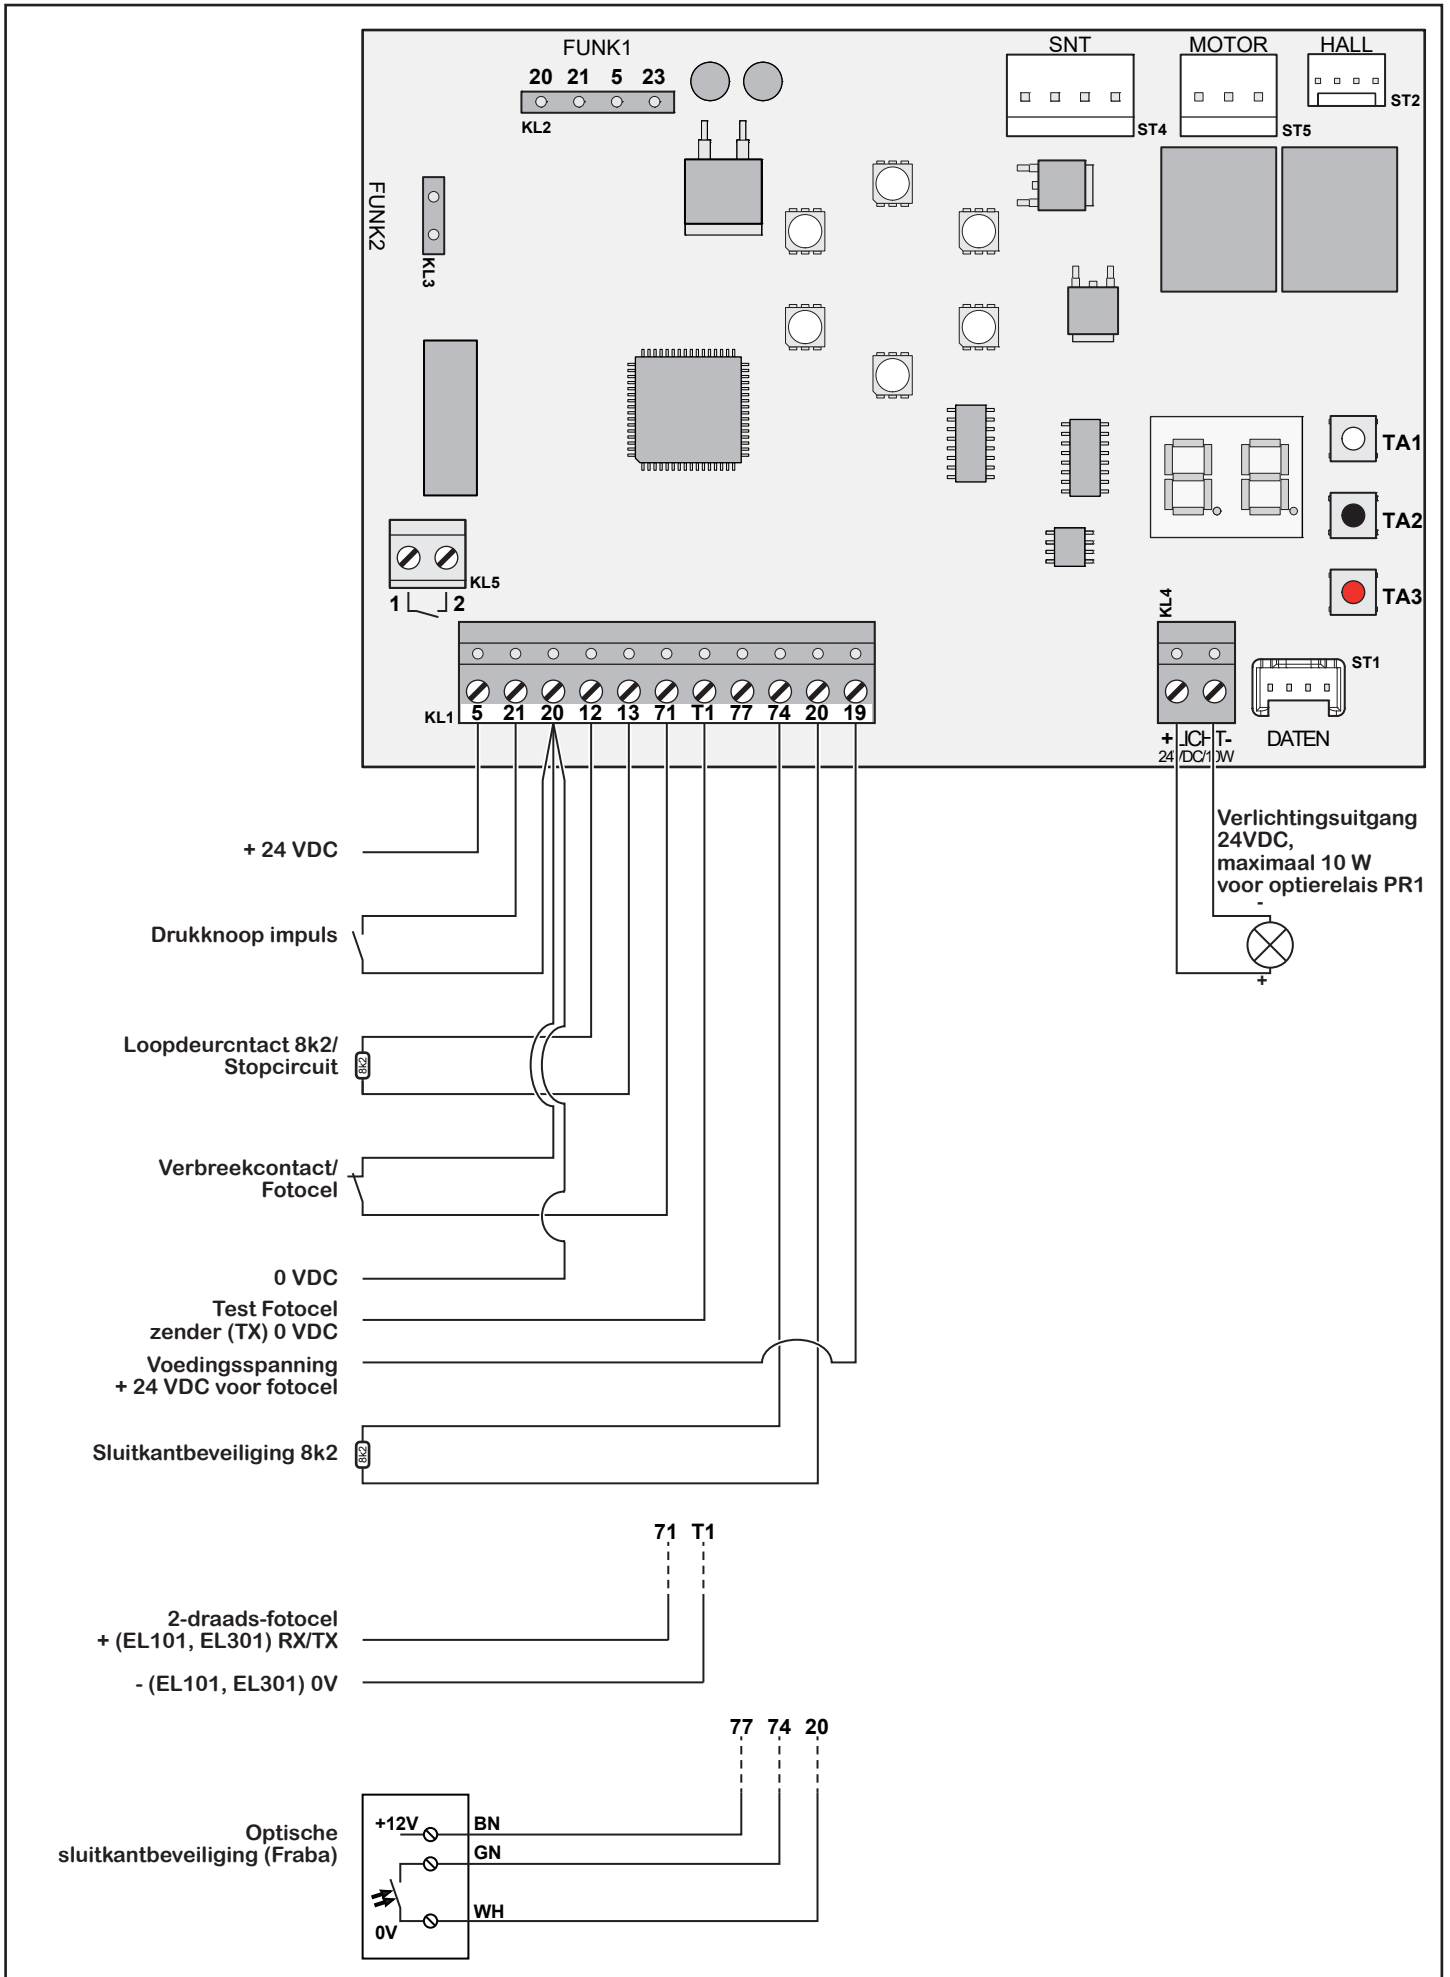 FUNK1
20 21 5 23
KL2
SNT
ST4
MOTOR
ST5
HALL
ST2
FUNK2
KL3
TA1
TA2
TA3
KL5
1 2
KL4
ST1
KL1 5 21 20 12 13 71 T1 77 74 20 19
+ LICHT-
24VDC/10W
DATEN
+ 24 VDC
Verlichtingsuitgang
24VDC,
maximaal 10 W
voor optierelais PR1
-
+
Drukknoop impuls
Loopdeurcntact 8k2/
Stopcircuit
8k2
Verbreekcontact/
Fotocel
0 VDC
Test Fotocel
zender (TX) 0 VDC
Voedingsspanning
+ 24 VDC voor fotocel
Sluitkantbeveiliging 8k2
8k2
71 T1
2-draads-fotocel
+ (EL101, EL301) RX/TX
- (EL101, EL301) 0V
77 74 20
Optische
sluitkantbeveiliging (Fraba)
+12V
BN
GN
WH
0V